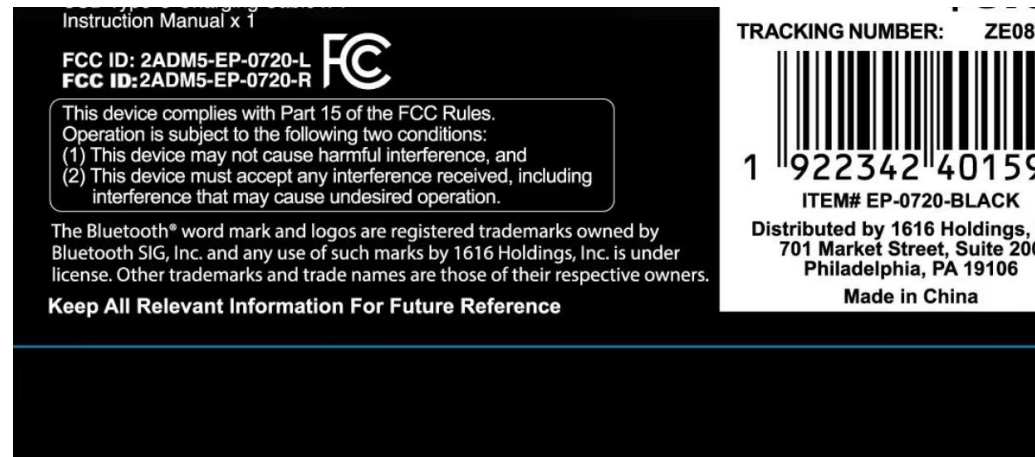 Instruction Manual x 1
FCC ID: 2ADM5-EP-0720-L
FCC ID:2ADM5-EP-0720-R
FC
This device complies with Part 15 of the FCC Rules.
Operation is subject to the following two conditions:
(1) This device may not cause harmful interference, and
(2) This device must accept any interference received, including
interference that may cause undesired operation.
The Bluetooth® word mark and logos are registered trademarks owned by
Bluetooth SIG, Inc. and any use of such marks by 1616 Holdings, Inc. is under
license. Other trademarks and trade names are those of their respective owners.
Keep All Relevant Information For Future Reference
TRACKING NUMBER: ZE08
1 922342 40159
ITEM# EP-0720-BLACK
Distributed by 1616 Holdings,
701 Market Street, Suite 200
Philadelphia, PA 19106
Made in China